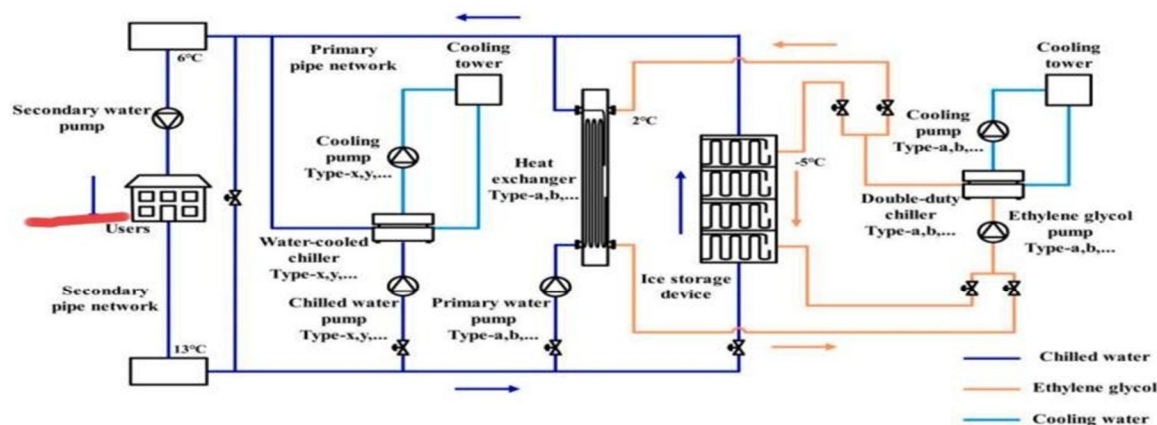 Primary
pipe network
Cooling
tower
Cooling
tower
6℃
Secondary water
pump
2℃
Cooling
pump
Type-x,y,...
Heat
exchanger
Type-a,b,...
-5℃
Cooling
pump
Type-a,b,...
Users
Double-duty
chiller
Type-a,b,...
Ethylene glycol
pump
Type-a,b,...
Water-cooled
chiller
Type-x,y,...
Ice storage
device
Secondary
pipe network
Chilled water
pump
Type-x,y,...
Primary water
pump
Type-a,b,...
13℃
Chilled water
Ethylene glycol
Cooling water